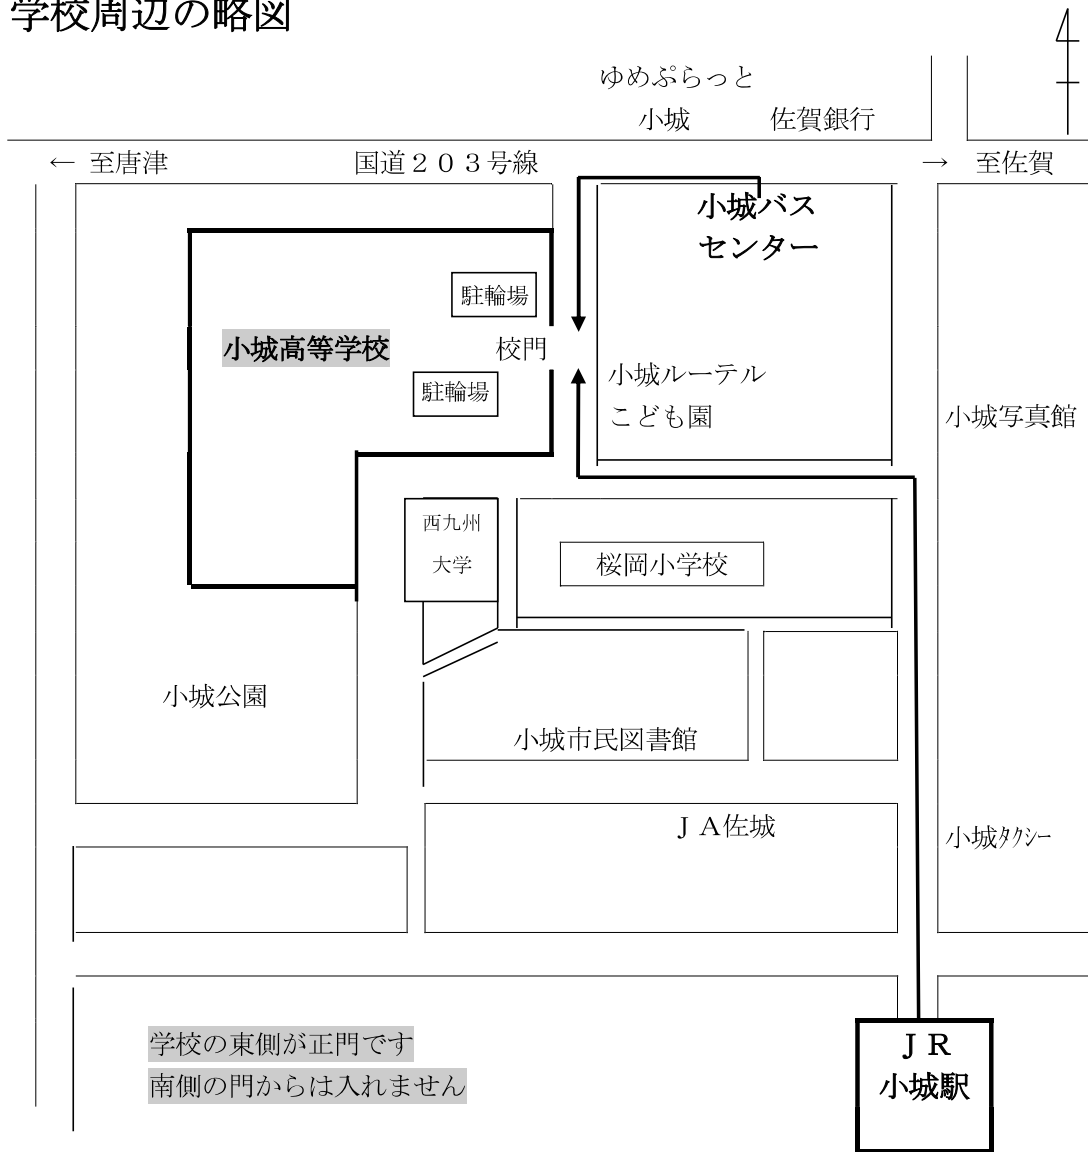 学校周辺の略図
ゆめぷらっと
小城
佐賀銀行
← 至唐津
国道２０３号線
→ 至佐賀
小城バス
センター
駐輪場
小城高等学校
校門
駐輪場
小城ルーテル
こども園
小城写真館
西九州
大学
桜岡小学校
小城公園
小城市民図書館
ＪＡ佐城
小城ﾀｸｼｰ
学校の東側が正門です
南側の門からは入れません
ＪＲ
小城駅